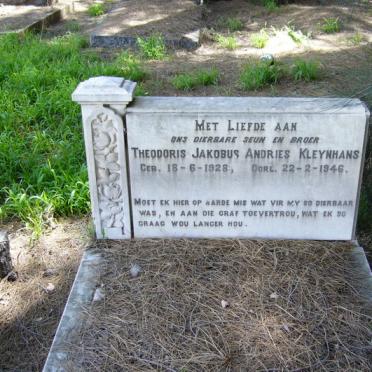 MET LIEFDE AAN
ONS DIERBARE SEUN EN BROER
THEODORIS JAKOBUS ANDRIES KLEYNHANS
GEB. 18-6-1928, OORL. 22-2-1946.
MOET EK HIER OP AARDE MIS WAT VIR MY SO DIERBAAR
WAS, EN AAN DIE GRAF TOEVERTROU, WAT EK SO
GRAAG WOU LANGER HOU.